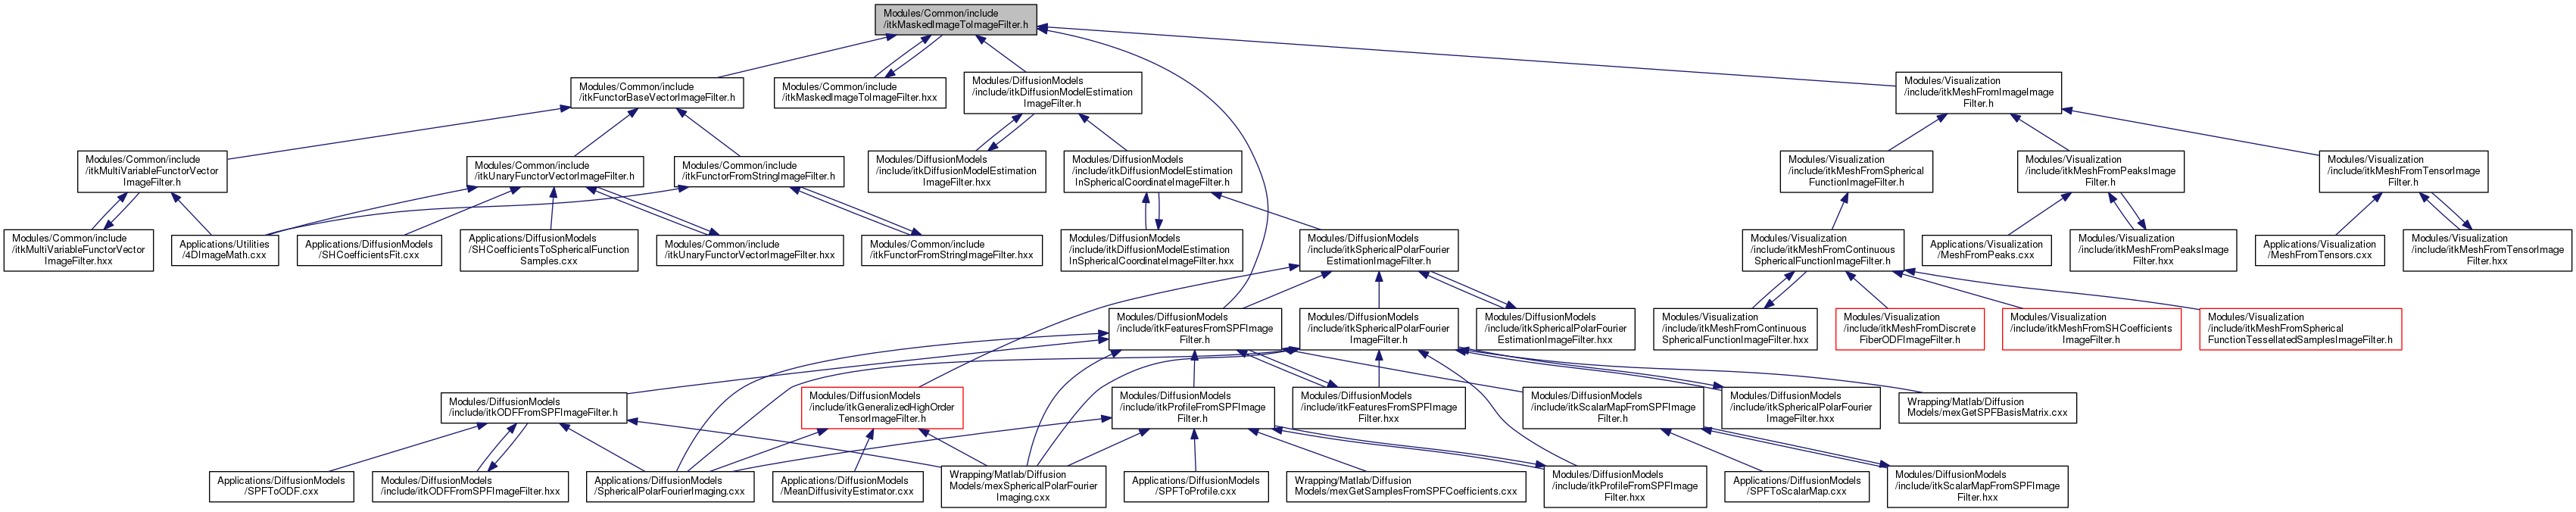 Modules/Common/include
/itkMaskedImageToImageFilter.h
Modules/Common/include
/itkFunctorBaseVectorImageFilter.h
Modules/Common/include
/itkMaskedImageToImageFilter.hxx
Modules/DiffusionModels
/include/itkDiffusionModelEstimation
ImageFilter.h
Modules/Visualization
/include/itkMeshFromImageImage
Filter.h
Modules/Common/include
/itkMultiVariableFunctorVector
ImageFilter.h
Modules/Common/include
/itkUnaryFunctorVectorImageFilter.h
Modules/Common/include
/itkFunctorFromStringImageFilter.h
Modules/DiffusionModels
/include/itkDiffusionModelEstimation
ImageFilter.hxx
Modules/DiffusionModels
/include/itkDiffusionModelEstimation
InSphericalCoordinateImageFilter.h
Modules/Visualization
/include/itkMeshFromSpherical
FunctionImageFilter.h
Modules/Visualization
/include/itkMeshFromPeaksImage
Filter.h
Modules/Visualization
/include/itkMeshFromTensorImage
Filter.h
Modules/Common/include
/itkMultiVariableFunctorVector
ImageFilter.hxx
Applications/Utilities
/4DImageMath.cxx
Applications/DiffusionModels
/SHCoefficientsFit.cxx
Applications/DiffusionModels
/SHCoefficientsToSphericalFunction
Samples.cxx
Modules/Common/include
/itkUnaryFunctorVectorImageFilter.hxx
Modules/Common/include
/itkFunctorFromStringImageFilter.hxx
Modules/DiffusionModels
/include/itkDiffusionModelEstimation
InSphericalCoordinateImageFilter.hxx
Modules/DiffusionModels
/include/itkSphericalPolarFourier
EstimationImageFilter.h
Modules/Visualization
/include/itkMeshFromContinuous
SphericalFunctionImageFilter.h
Applications/Visualization
/MeshFromPeaks.cxx
Modules/Visualization
/include/itkMeshFromPeaksImage
Filter.hxx
Applications/Visualization
/MeshFromTensors.cxx
Modules/Visualization
/include/itkMeshFromTensorImage
Filter.hxx
Modules/DiffusionModels
/include/itkFeaturesFromSPFImage
Filter.h
Modules/DiffusionModels
/include/itkSphericalPolarFourier
ImageFilter.h
Modules/DiffusionModels
/include/itkSphericalPolarFourier
EstimationImageFilter.hxx
Modules/Visualization
/include/itkMeshFromContinuous
SphericalFunctionImageFilter.hxx
Modules/Visualization
/include/itkMeshFromDiscrete
FiberODFImageFilter.h
Modules/Visualization
/include/itkMeshFromSHCoefficients
ImageFilter.h
Modules/Visualization
/include/itkMeshFromSpherical
FunctionTessellatedSamplesImageFilter.h
Modules/DiffusionModels
/include/itkODFFromSPFImageFilter.h
Modules/DiffusionModels
/include/itkGeneralizedHighOrder
TensorImageFilter.h
Modules/DiffusionModels
/include/itkProfileFromSPFImage
Filter.h
Modules/DiffusionModels
/include/itkFeaturesFromSPFImage
Filter.hxx
Modules/DiffusionModels
/include/itkScalarMapFromSPFImage
Filter.h
Modules/DiffusionModels
/include/itkSphericalPolarFourier
ImageFilter.hxx
Wrapping/Matlab/Diffusion
Models/mexGetSPFBasisMatrix.cxx
Applications/DiffusionModels
/SPFToODF.cxx
Modules/DiffusionModels
/include/itkODFFromSPFImageFilter.hxx
Applications/DiffusionModels
/SphericalPolarFourierImaging.cxx
Applications/DiffusionModels
/MeanDiffusivityEstimator.cxx
Wrapping/Matlab/Diffusion
Models/mexSphericalPolarFourier
Imaging.cxx
Applications/DiffusionModels
/SPFToProfile.cxx
Wrapping/Matlab/Diffusion
Models/mexGetSamplesFromSPFCoefficients.cxx
Modules/DiffusionModels
/include/itkProfileFromSPFImage
Filter.hxx
Applications/DiffusionModels
/SPFToScalarMap.cxx
Modules/DiffusionModels
/include/itkScalarMapFromSPFImage
Filter.hxx